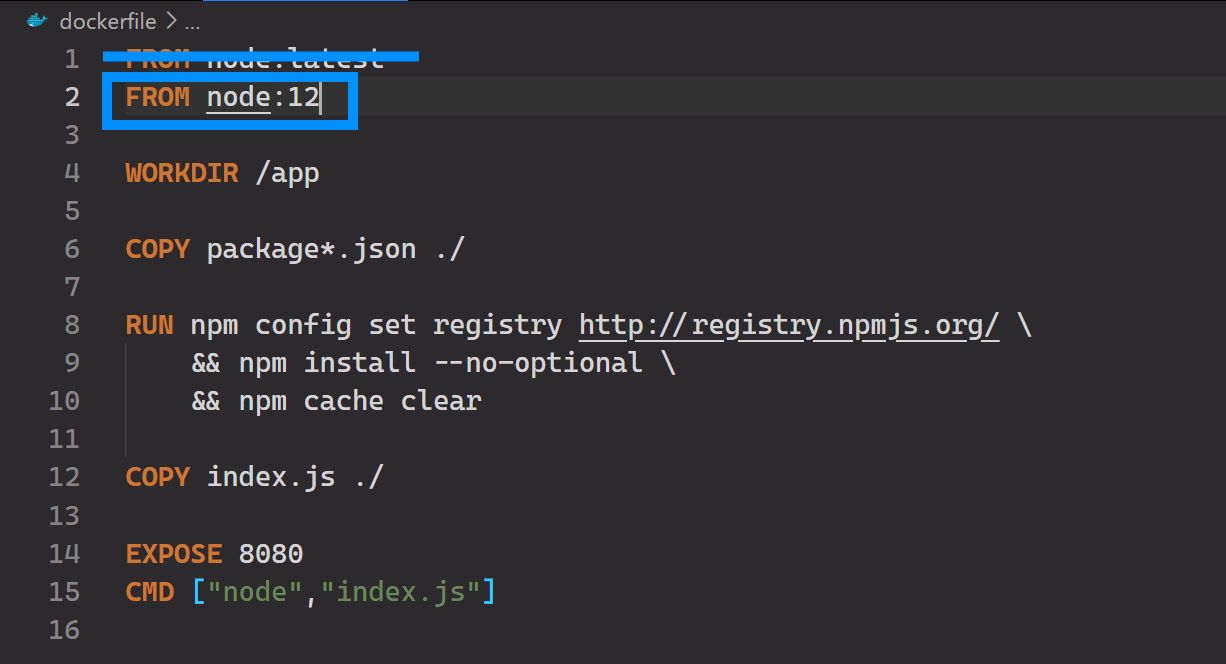 dockerfile > ...
1 FROM node:latest
2 FROM node:12
3
4 WORKDIR /app
5
6 COPY package*.json ./
7
8 RUN npm config set registry http://registry.npmjs.org/ \
9 && npm install --no-optional \
10 && npm cache clear
11
12 COPY index.js ./
13
14 EXPOSE 8080
15 CMD ["node","index.js"]
16